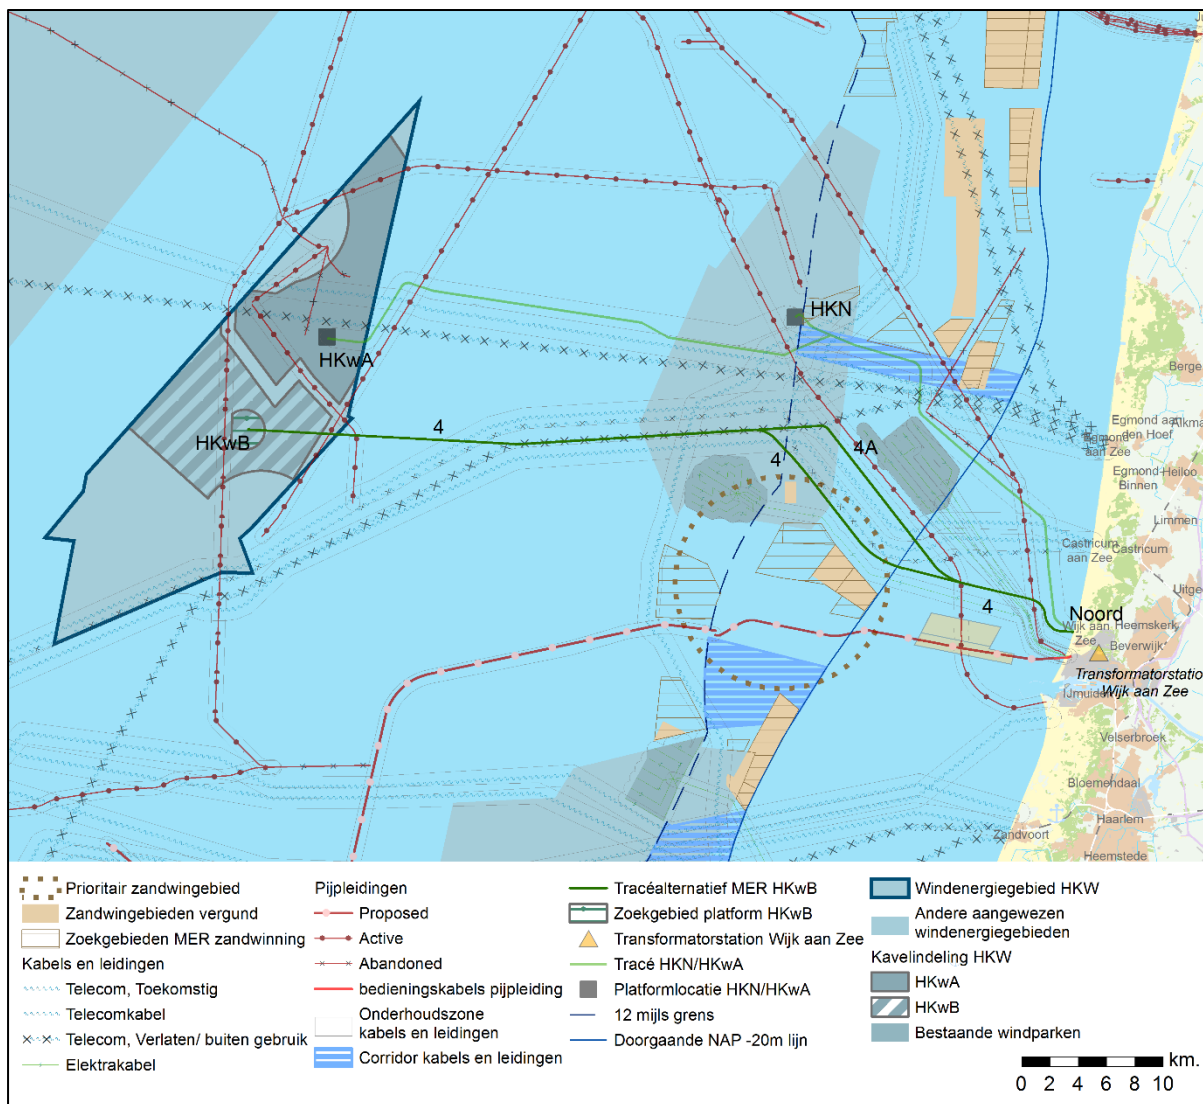 HKN
HKwA
4
HKwB
4A
4
4
Noord
Berge
Egmond aan
den Hoef
Alkma
Egmond
aan Zee
Egmond-Heiloo
Binnen
Limmen
Castricum
aan Zee
Castricum
Uitge
Wijk aan
Zee
Heemskerk
Beverwijk
Transformatorstatio
Wijk aan Zee
IJmuide
Velserbroek
Bloemendaal
Haarlem
Zandvoort
Heemstede
Prioritair zandwingebied
Zandwingebieden vergund
Zoekgebieden MER zandwinning
Kabels en leidingen
Telecom, Toekomstig
Telecomkabel
Telecom, Verlaten/ buiten gebruik
Elektrakabel
Pijpleidingen
Proposed
Active
Abandoned
bedieningskabels pijpleiding
Onderhoudszone
kabels en leidingen
Corridor kabels en leidingen
Tracéalternatief MER HKwB
Zoekgebied platform HKwB
Transformatorstation Wijk aan Zee
Tracé HKN/HKwA
Platformlocatie HKN/HKwA
12 mijls grens
Doorgaande NAP -20m lijn
Windenergiegebied HKW
Andere aangewezen
windenergiegebieden
Kavelindeling HKW
HKwA
HKwB
Bestaande windparken
km.
0 2 4 6 8 10